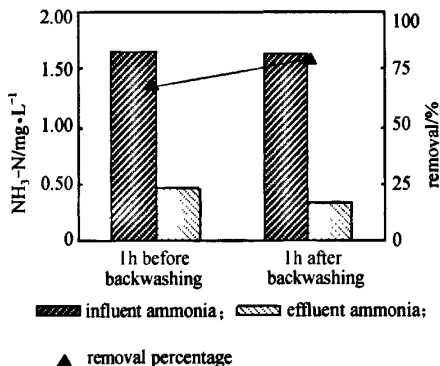 2.00
1.50
1.00
0.50
0
NH₃-N/mg•L⁻¹
100
75
50
25
0
removal/%
1h before
backwashing
1h after
backwashing
influent ammonia; effluent ammonia;
removal percentage